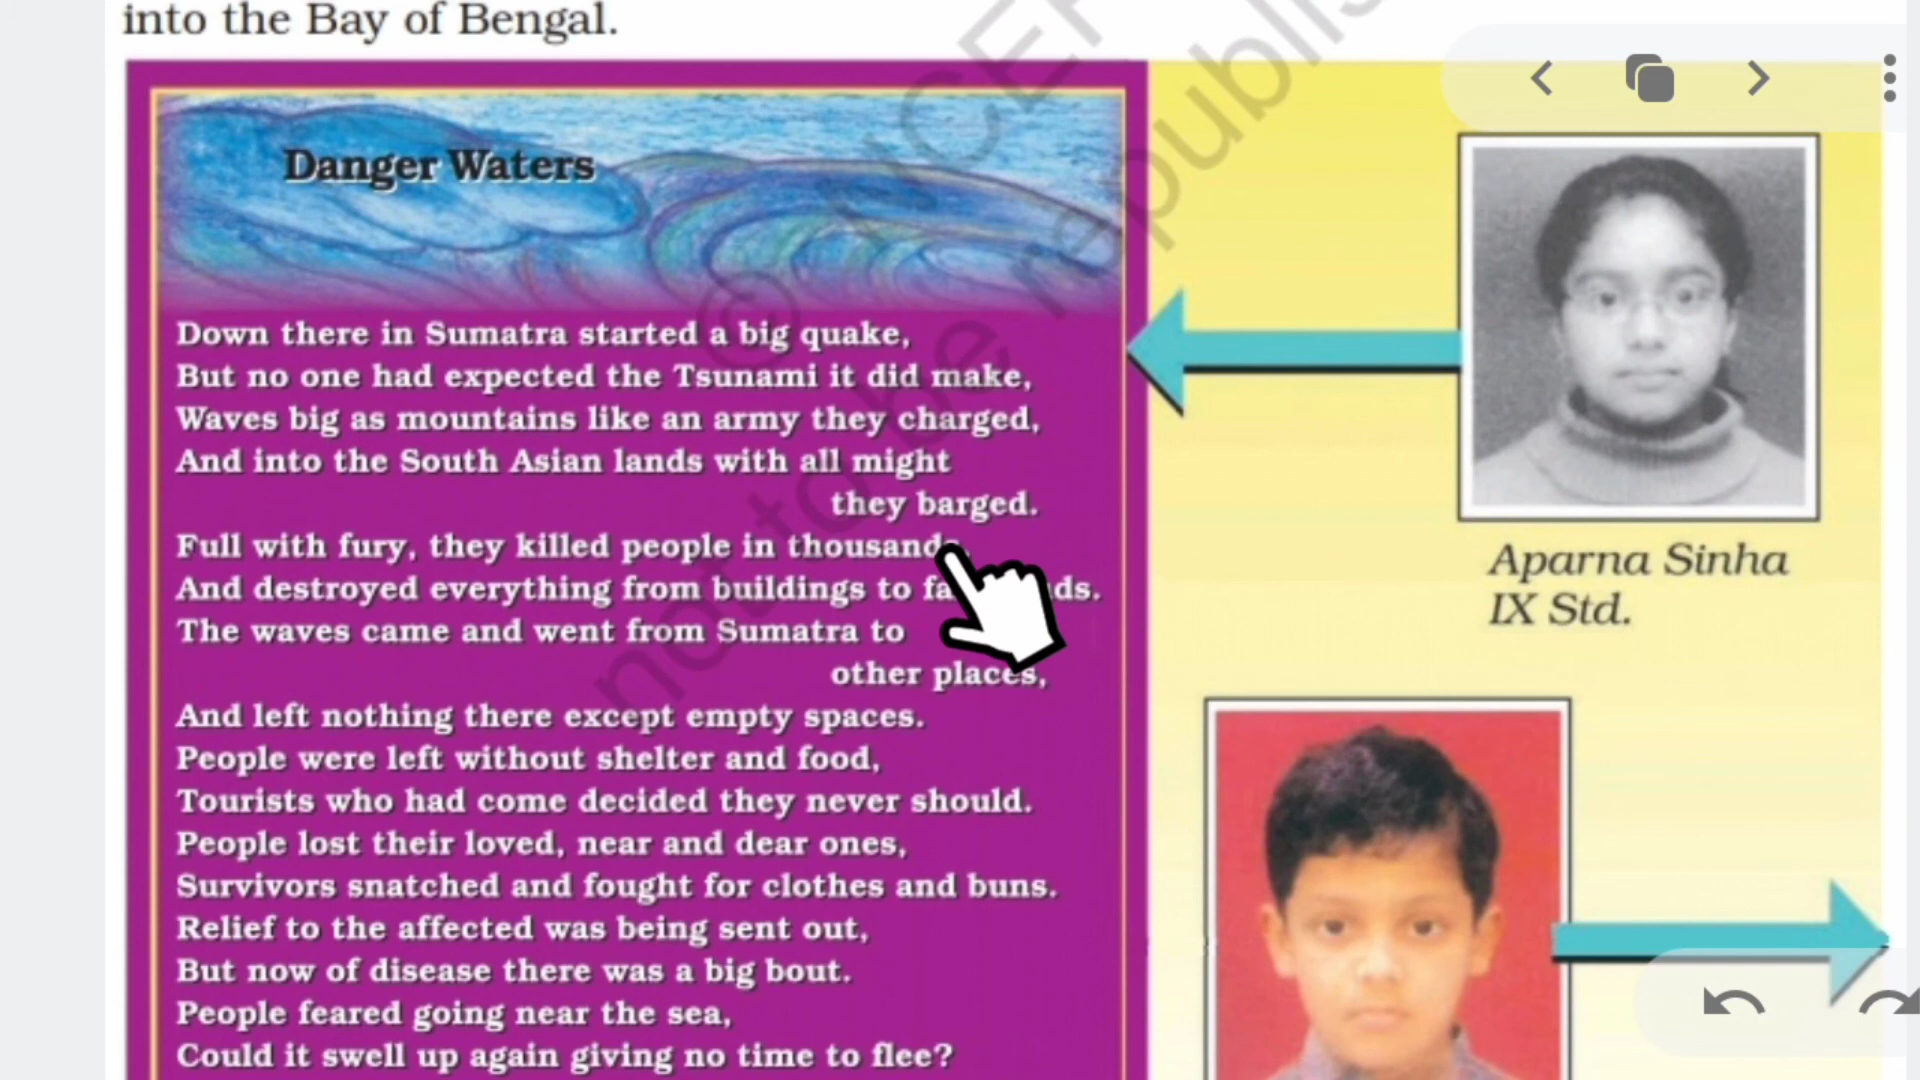 into the Bay of Bengal.
Danger Waters
Down there in Sumatra started a big quake,
But no one had expected the Tsunami it did make,
Waves big as mountains like an army they charged,
And into the South Asian lands with all might
they barged.
Full with fury, they killed people in thousands,
And destroyed everything from buildings to
The waves came and went from Sumatra to
other places,
And left nothing there except empty spaces.
People were left without shelter and food,
Tourists who had come decided they never should.
People lost their loved, near and dear ones,
Survivors snatched and fought for clothes and buns.
Relief to the affected was being sent out,
But now of disease there was a big bout.
People feared going near the sea,
Could it swell up again giving no time to flee?
Aparna Sinha
IX Std.
not to be republis